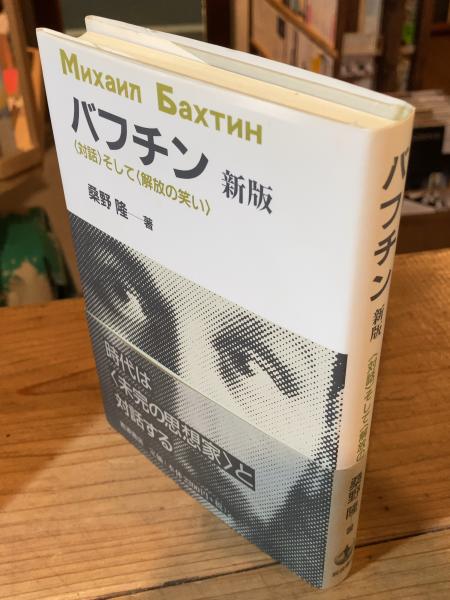 Михаил Бахтин
バフチン 新版
〈対話〉そして〈解放の笑い〉
桑野 隆―著
時代は
〈未完の思想家〉と
対話する
バフチン 新版
〈対話〉そして〈解放の
桑野 隆 著